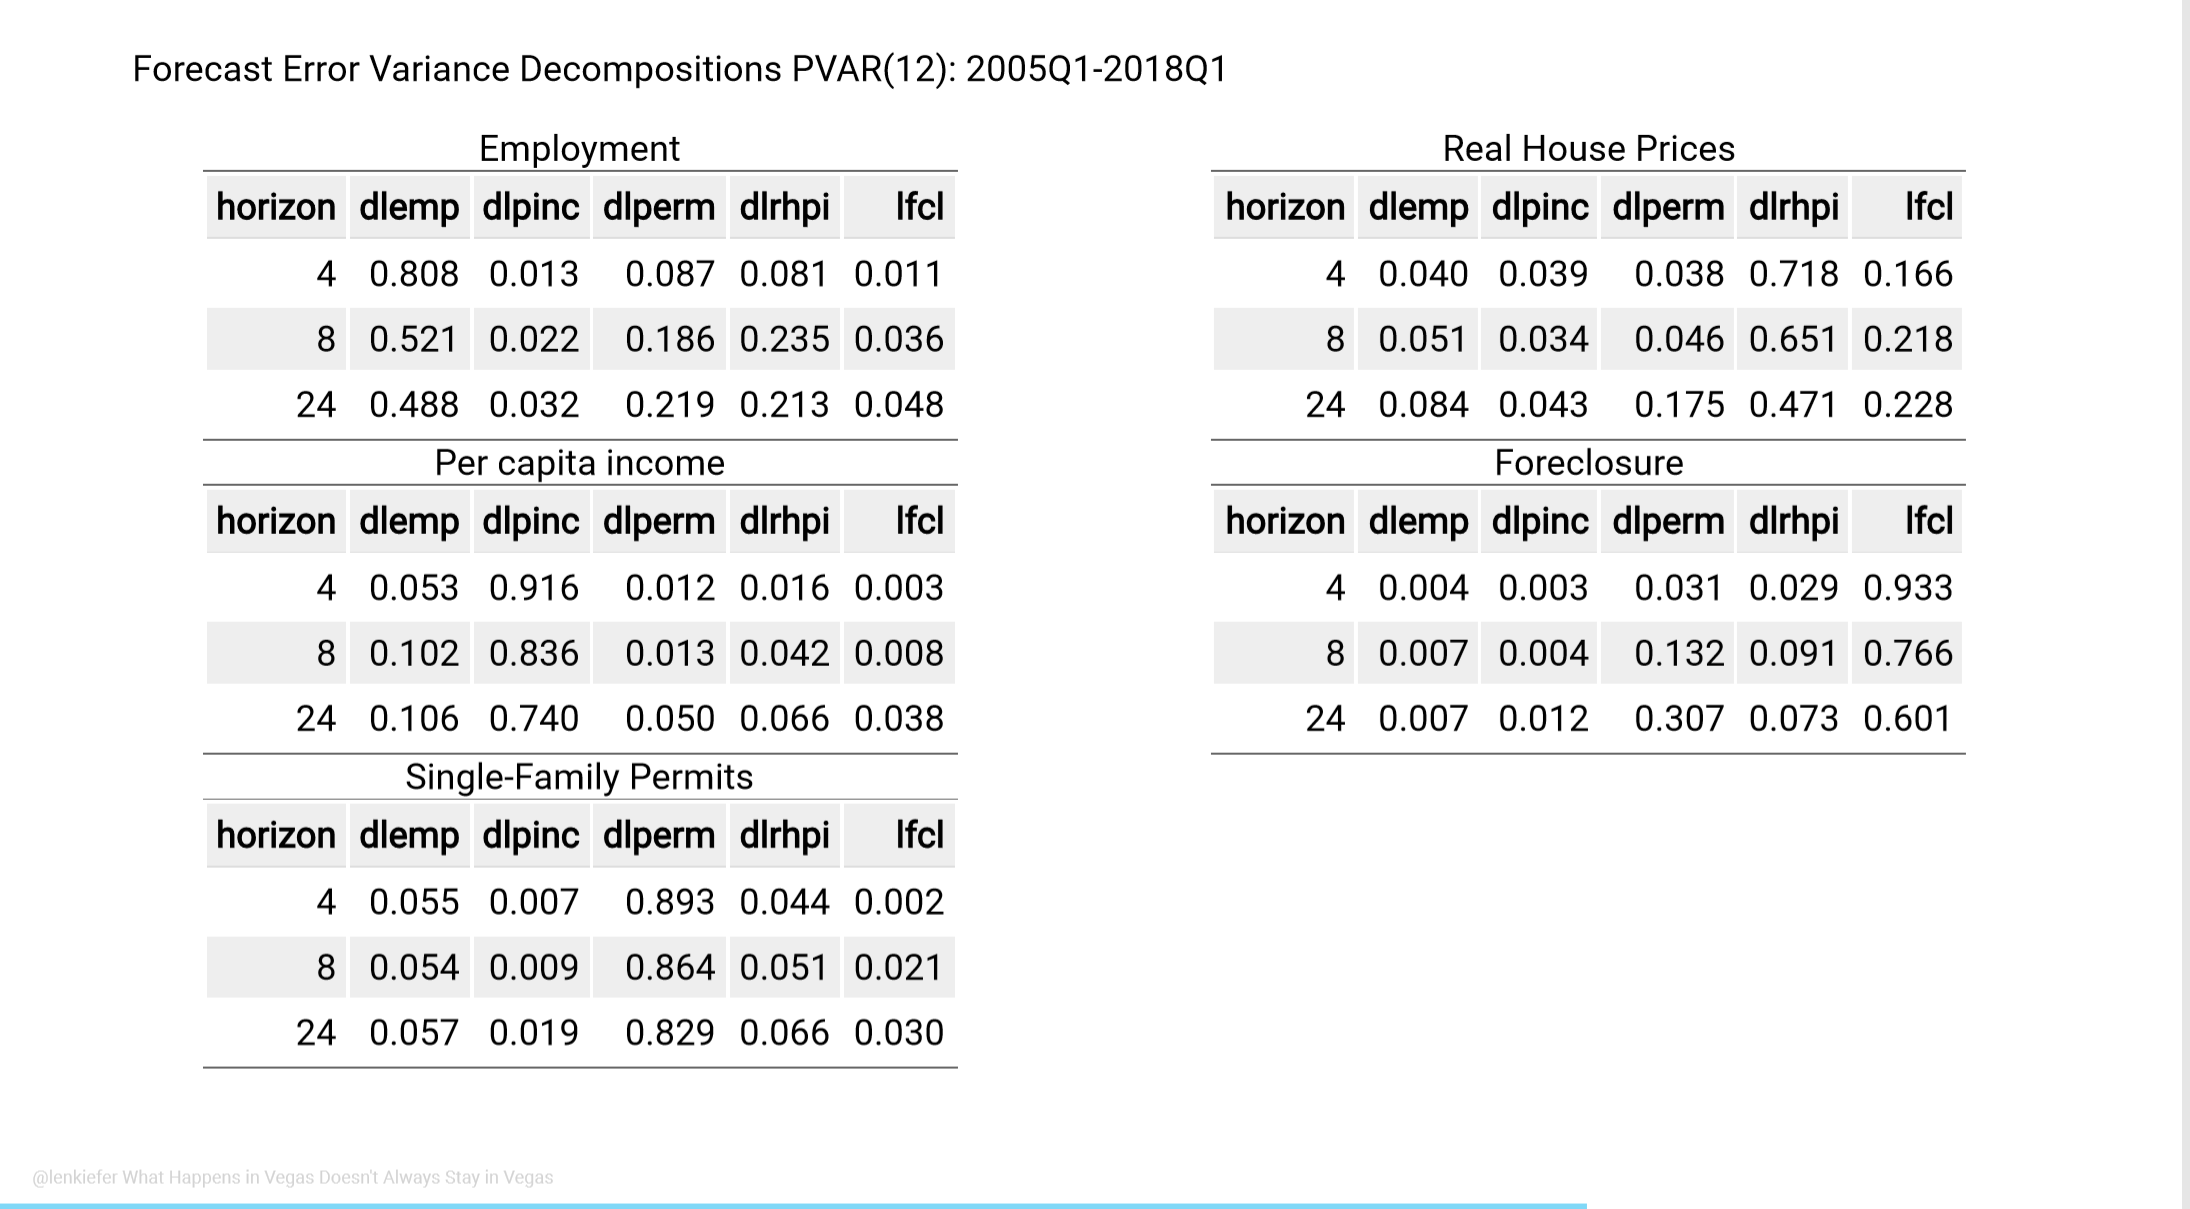 Forecast Error Variance Decompositions PVAR(12): 2005Q1-2018Q1
Employment
horizon dlemp dlpinc dlperm dlrhpi lfcl
4 0.808 0.013 0.087 0.081 0.011
8 0.521 0.022 0.186 0.235 0.036
24 0.488 0.032 0.219 0.213 0.048
Per capita income
horizon dlemp dlpinc dlperm dlrhpi lfcl
4 0.053 0.916 0.012 0.016 0.003
8 0.102 0.836 0.013 0.042 0.008
24 0.106 0.740 0.050 0.066 0.038
Single-Family Permits
horizon dlemp dlpinc dlperm dlrhpi lfcl
4 0.055 0.007 0.893 0.044 0.002
8 0.054 0.009 0.864 0.051 0.021
24 0.057 0.019 0.829 0.066 0.030
Real House Prices
horizon dlemp dlpinc dlperm dlrhpi lfcl
4 0.040 0.039 0.038 0.718 0.166
8 0.051 0.034 0.046 0.651 0.218
24 0.084 0.043 0.175 0.471 0.228
Foreclosure
horizon dlemp dlpinc dlperm dlrhpi lfcl
4 0.004 0.003 0.031 0.029 0.933
8 0.007 0.004 0.132 0.091 0.766
24 0.007 0.012 0.307 0.073 0.601
@lenkiefer What Happens in Vegas Doesn't Always Stay in Vegas